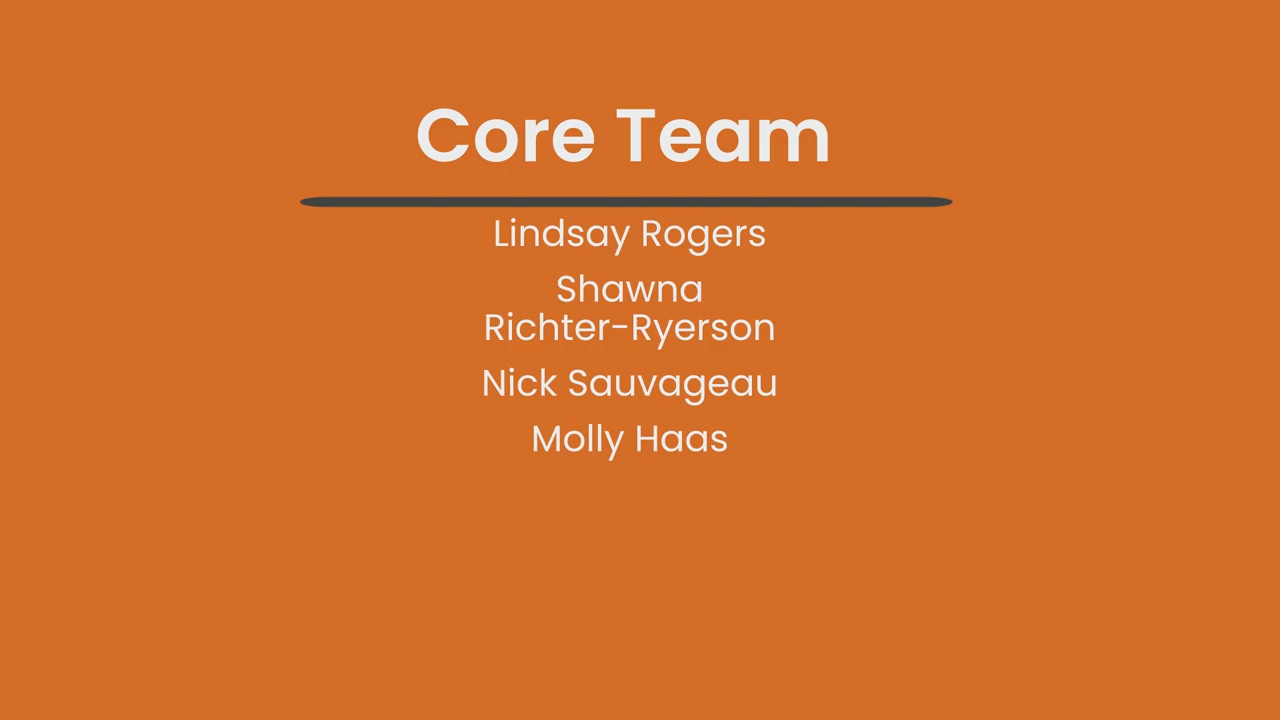 Core Team
Lindsay Rogers
Shawna
Richter-Ryerson
Nick Sauvageau
Molly Haas